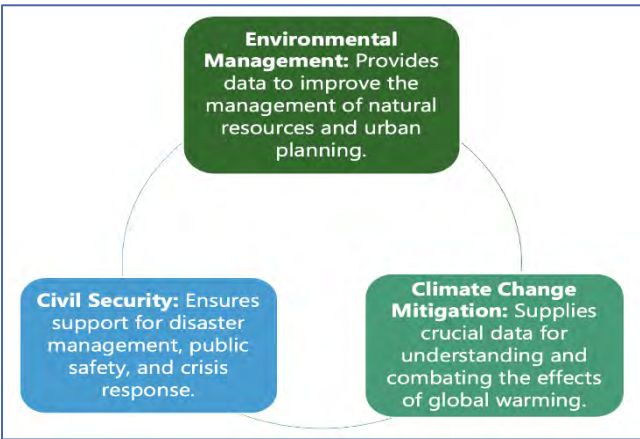 Environmental
Management: Provides
data to improve the
management of natural
resources and urban
planning.
Civil Security: Ensures
support for disaster
management, public
safety, and crisis
response.
Climate Change
Mitigation: Supplies
crucial data for
understanding and
combating the effects
of global warming.